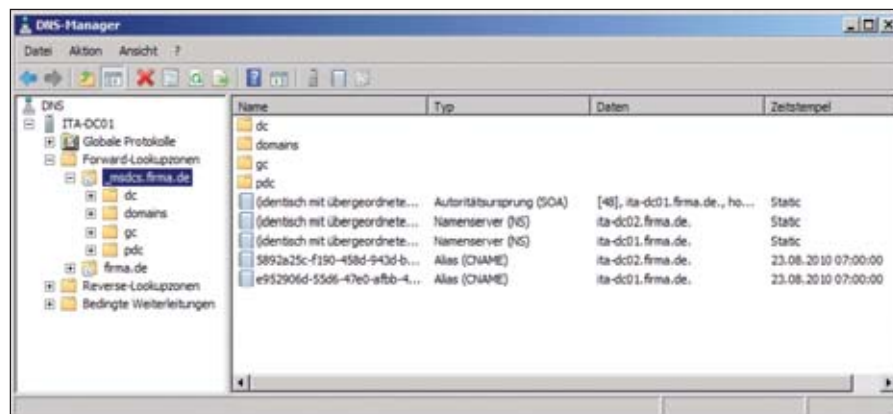 DNS-Manager
Datei Aktion Ansicht ?
DNS
ITA-DC01
Globale Protokolle
Forward-Lookupzonen
_msdcs.firma.de
dc
domains
gc
pdc
firma.de
Reverse-Lookupzonen
Bedingte Weiterleitungen
Name Typ Daten Zeitstempel
dc
domains
gc
pdc
(identisch mit übergeordnete... Autoritätsursprung (SOA) [48], ita-dc01.firma.de., ho... Static
(identisch mit übergeordnete... Namenserver (NS) ita-dc02.firma.de. Static
(identisch mit übergeordnete... Namenserver (NS) ita-dc01.firma.de. Static
5892a25c-f190-458d-943d-b... Alias (CNAME) ita-dc02.firma.de. 23.08.2010 07:00:00
e952906d-55d6-47e0-afbb-4... Alias (CNAME) ita-dc01.firma.de. 23.08.2010 07:00:00